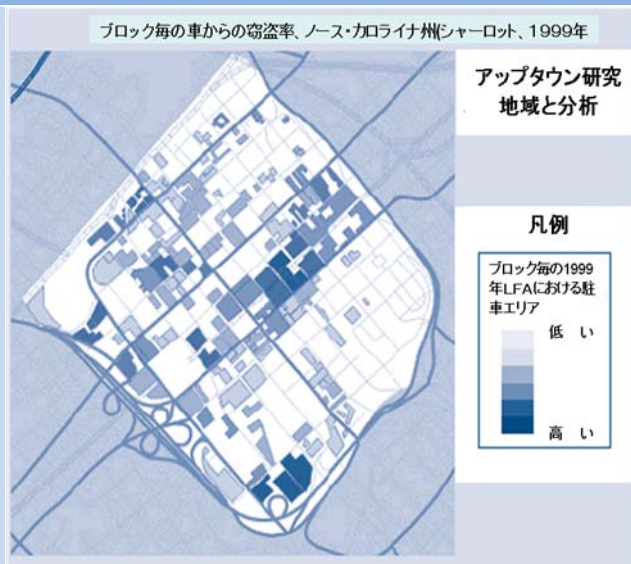 ブロック毎の車からの窃盗率、ノース・カロライナ州(シャーロット、1999年
アップタウン研究
地域と分析
凡例
ブロック毎の1999
年LFAにおける駐
車エリア
低 い
高 い